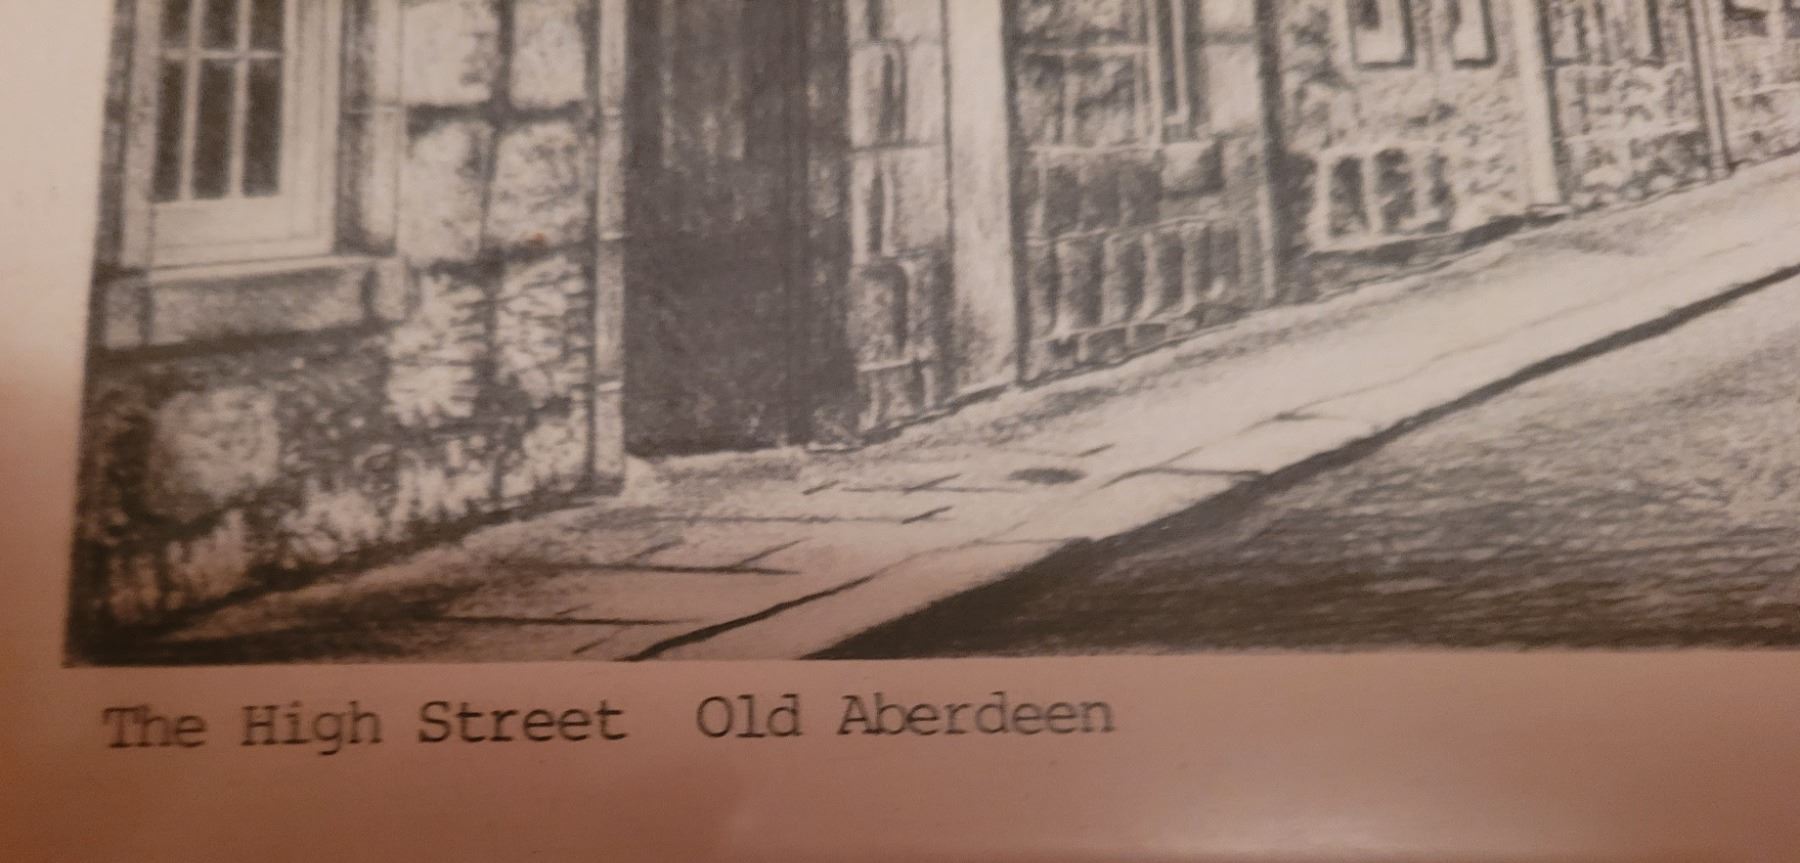 The High Street  Old Aberdeen